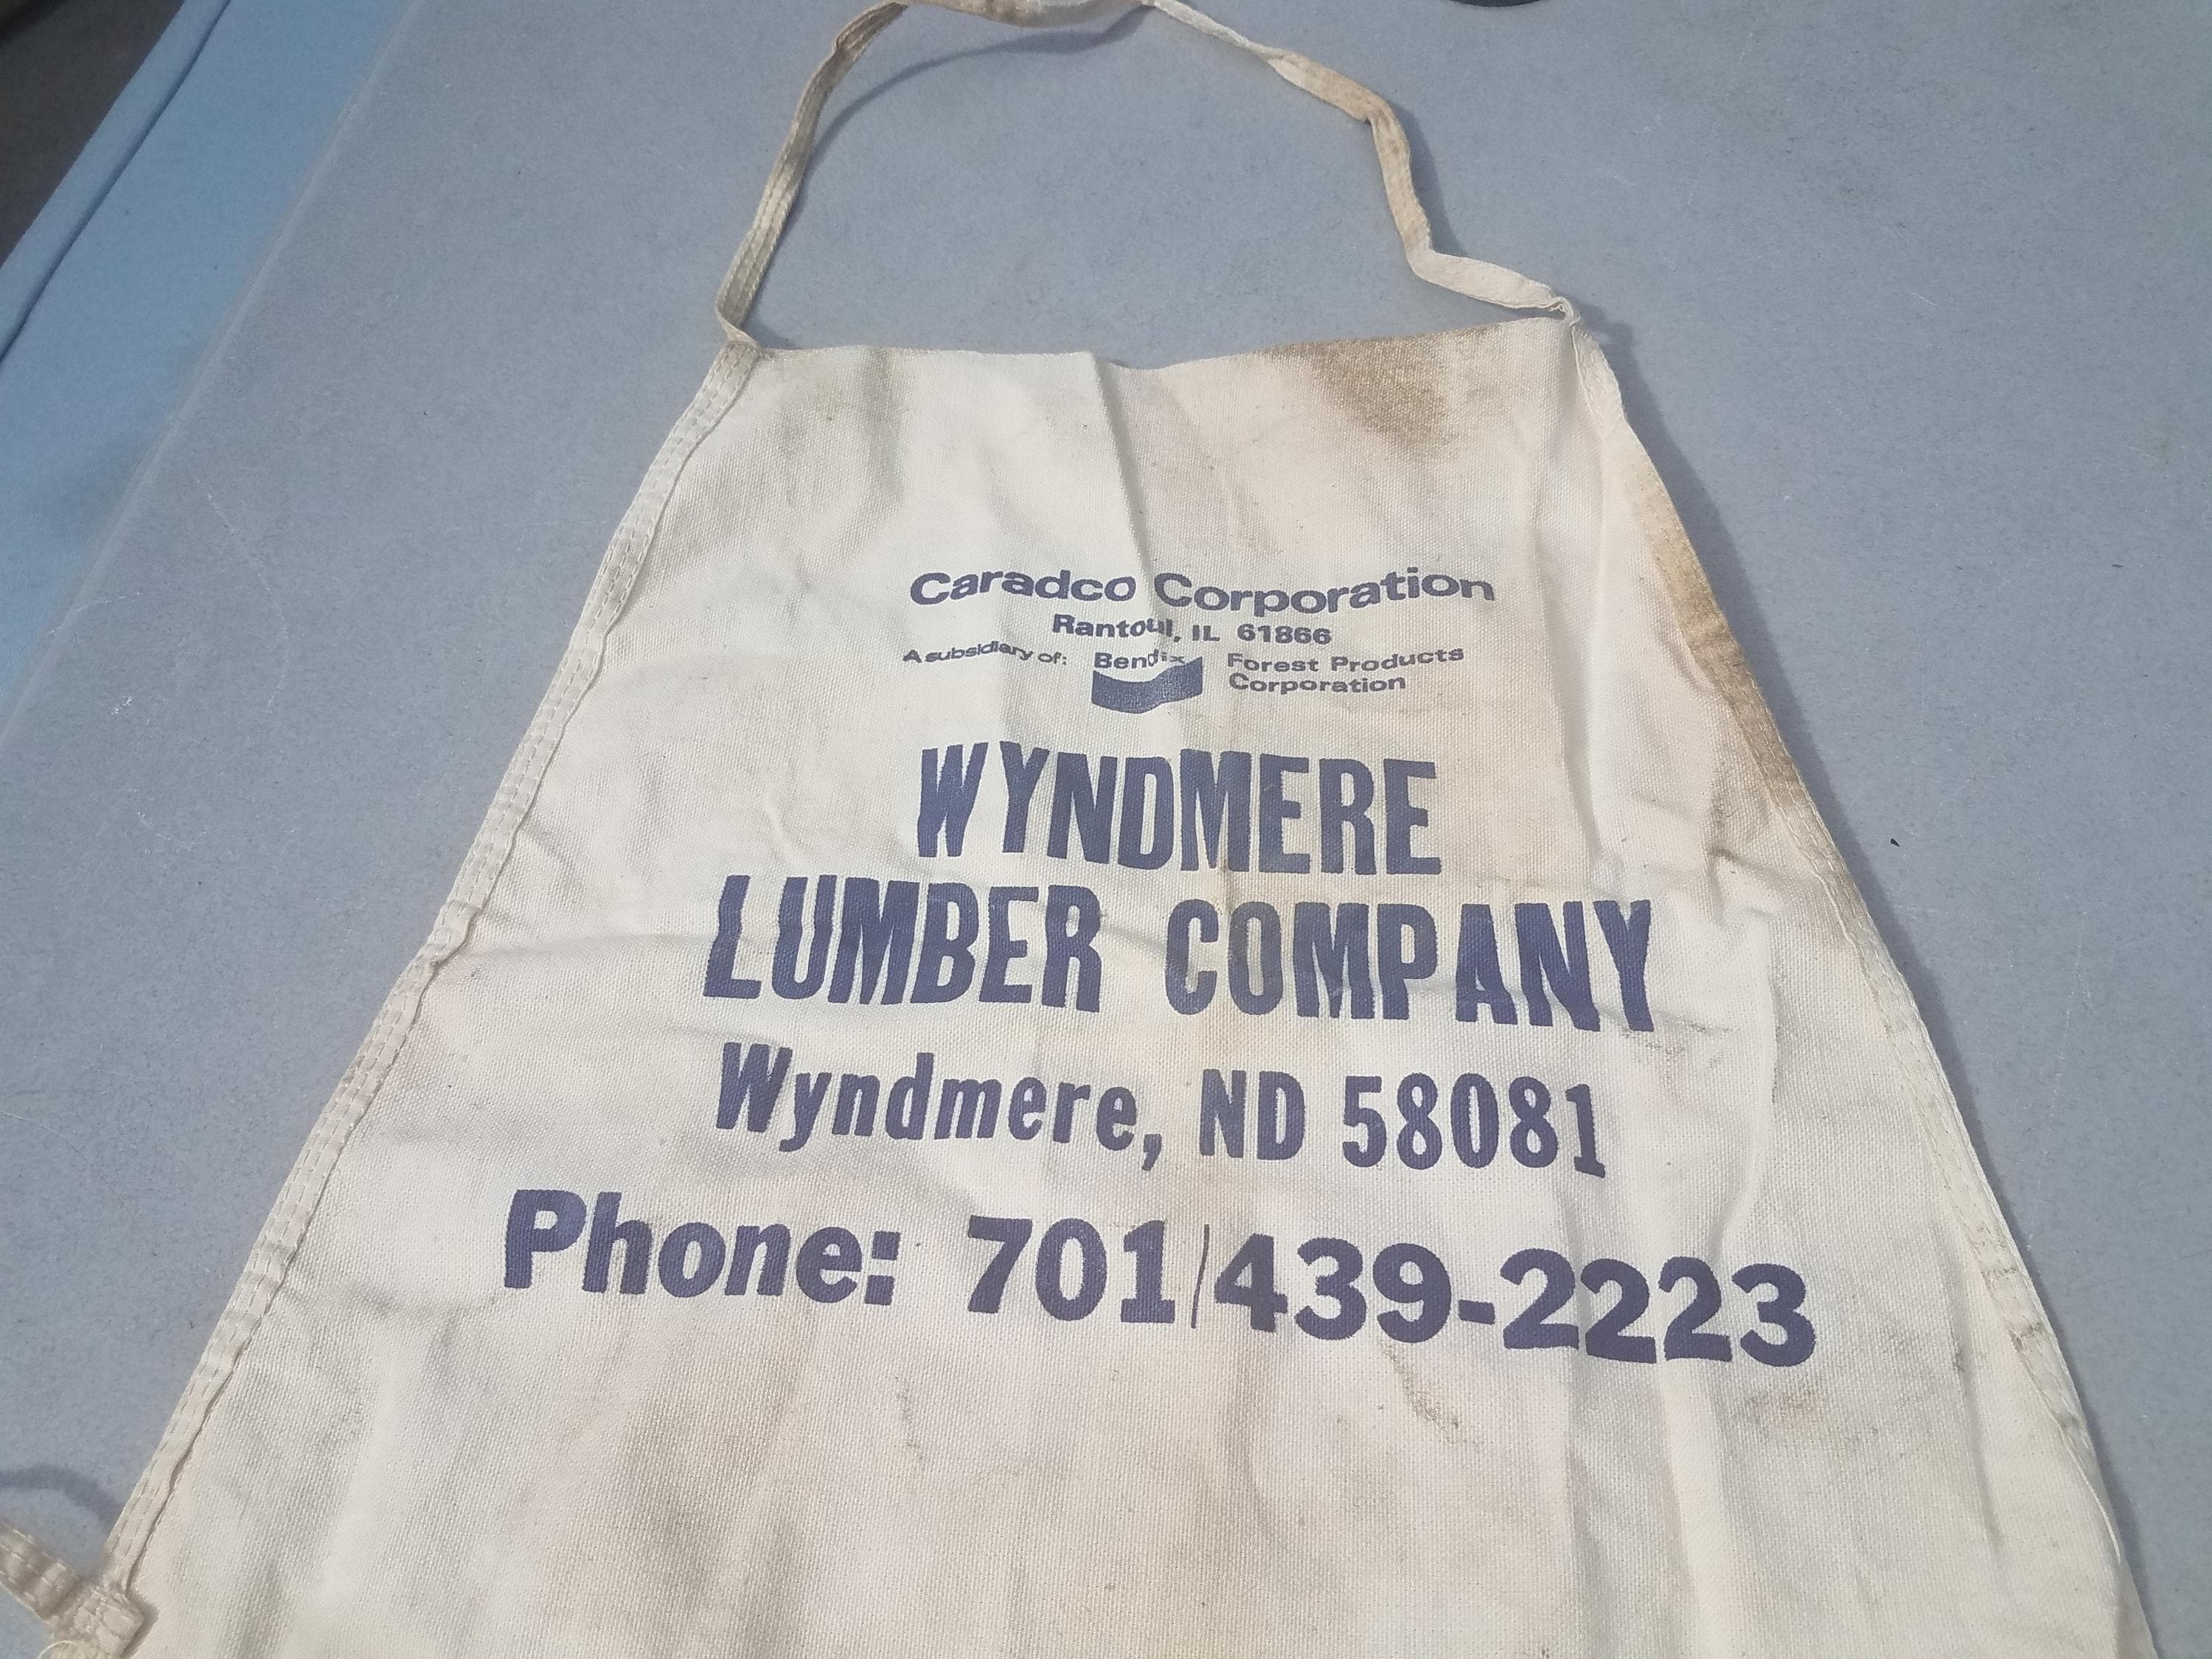 Caradco Corporation
Rantoul, IL 61866
A subsidiary of: Bendix Forest Products
Corporation
WYNDMERE
LUMBER COMPANY
Wyndmere, ND 58081
Phone: 701/439-2223